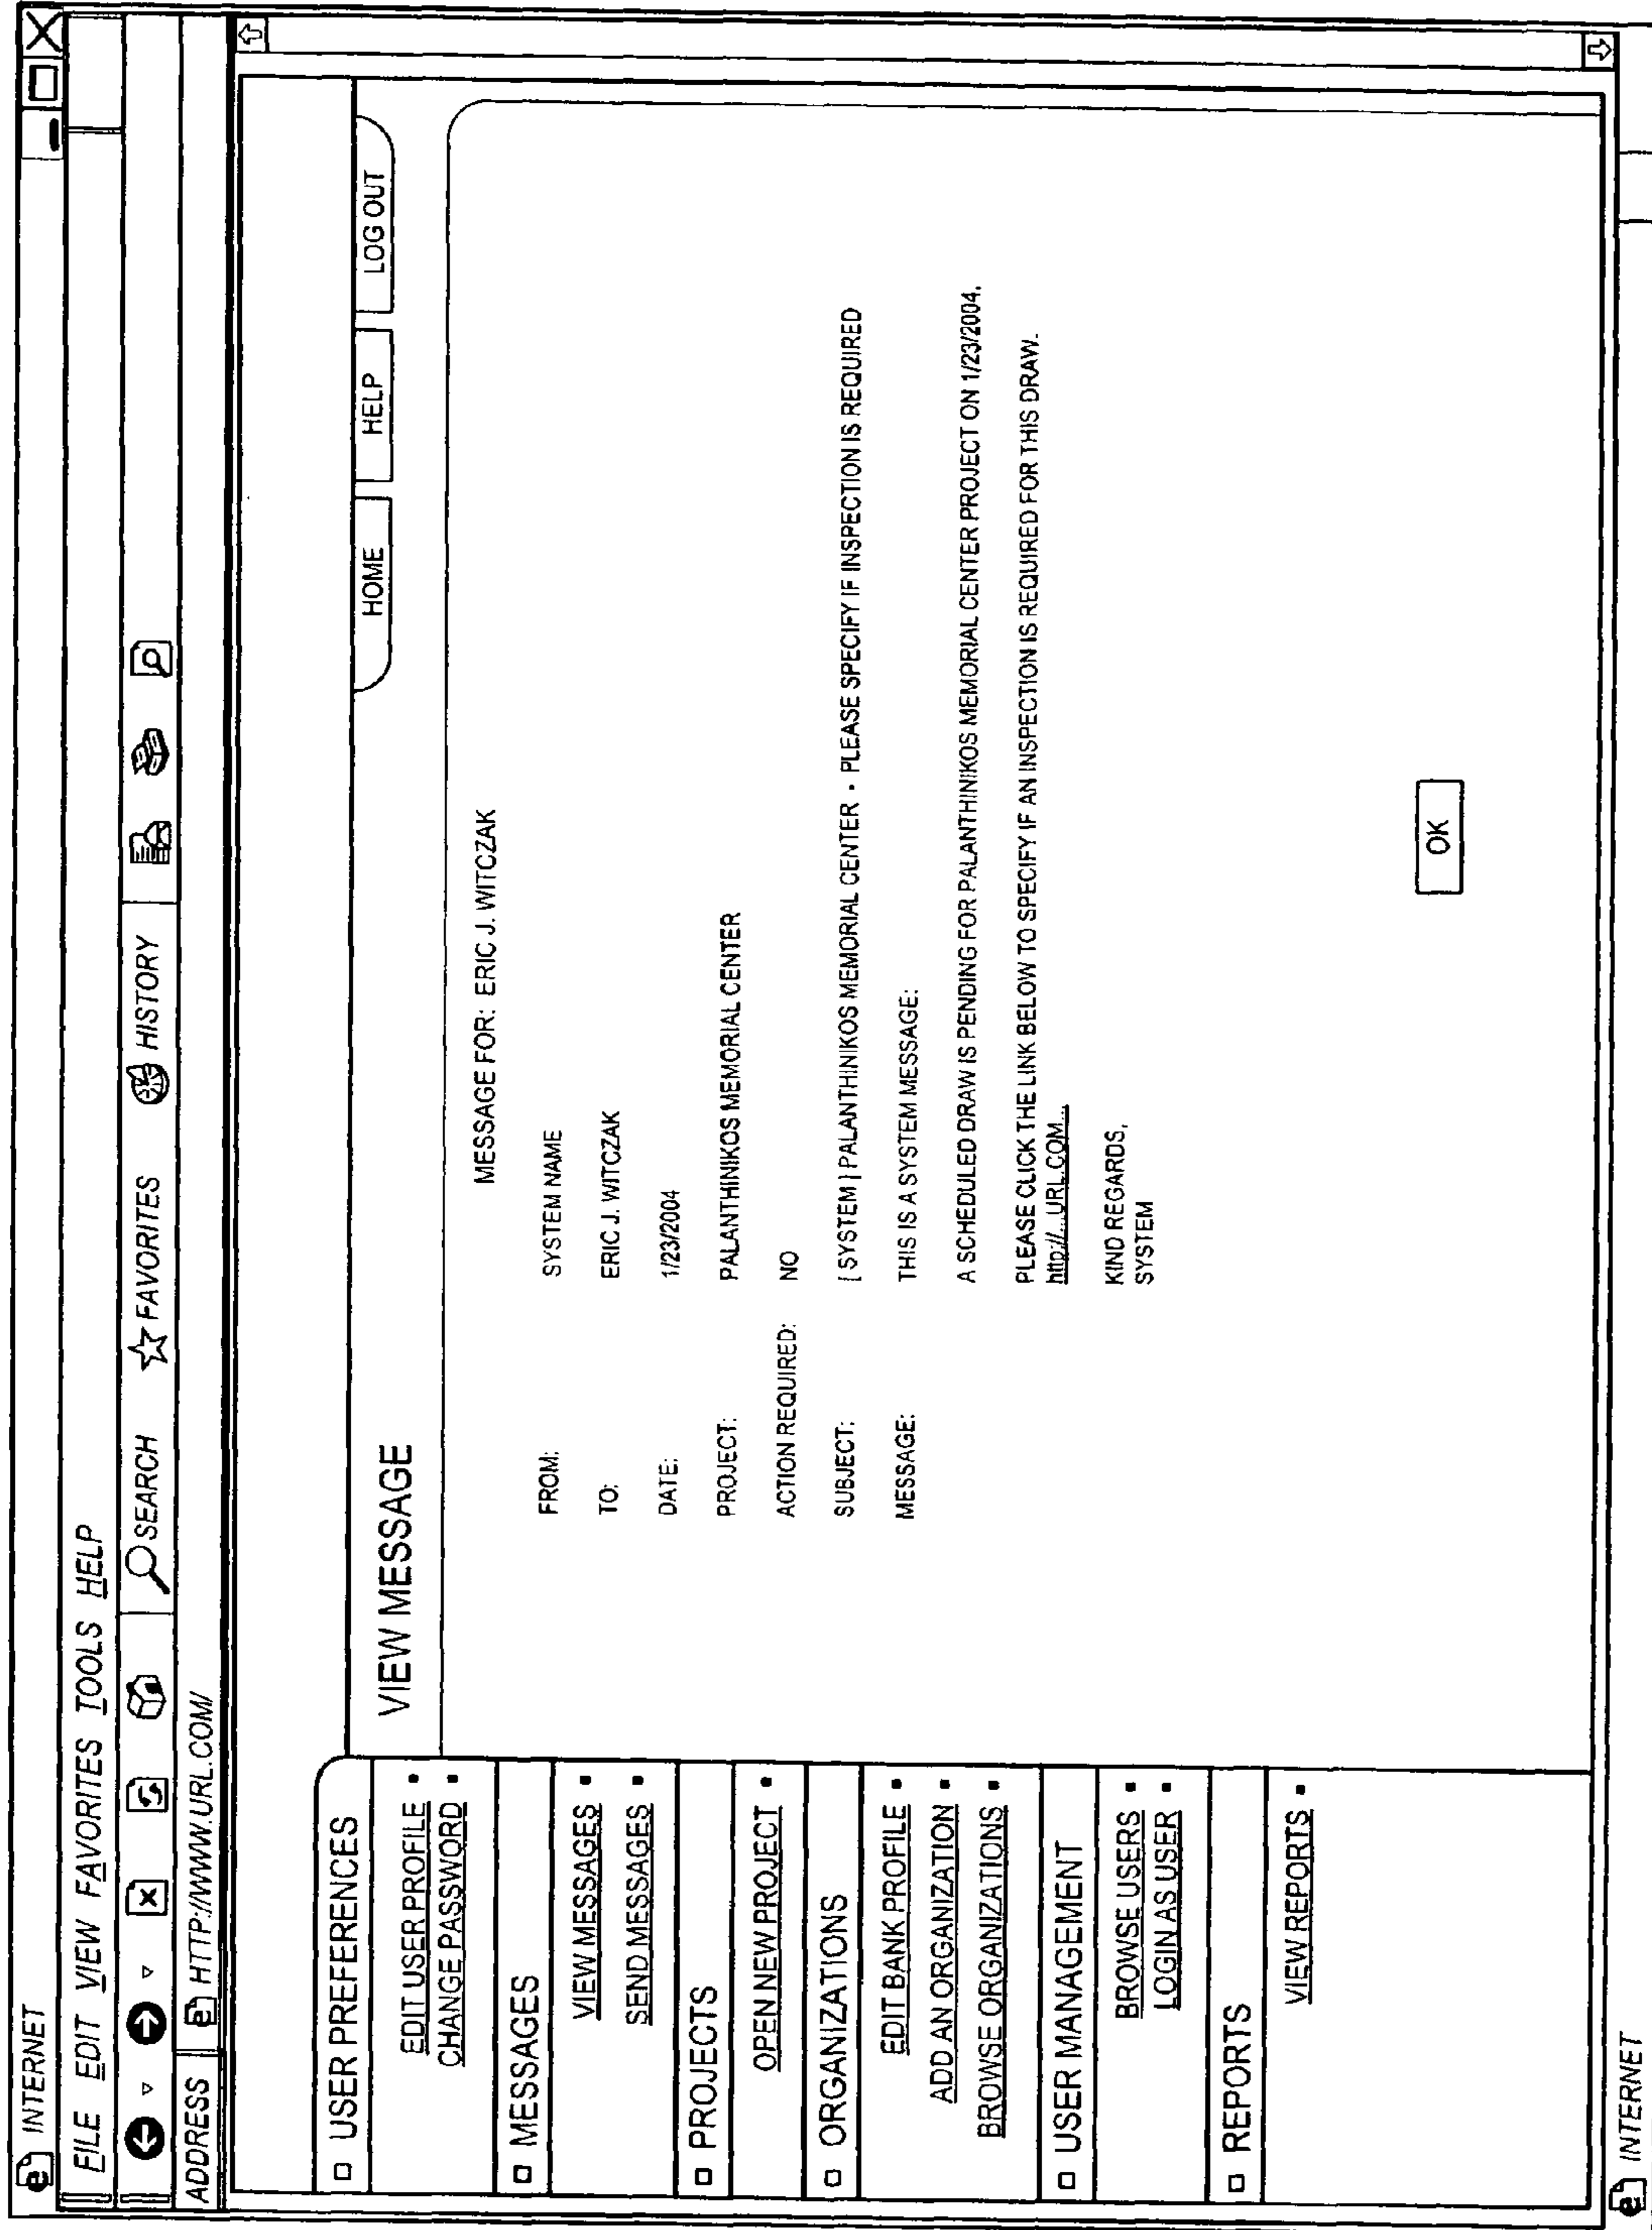 INTERNET
FILE EDIT VIEW FAVORITES TOOLS HELP
SEARCH FAVORITES HISTORY
ADDRESS HTTP://WWW.URL.COM/
HOME HELP LOG OUT
USER PREFERENCES
EDIT USER PROFILE
CHANGE PASSWORD
MESSAGES
VIEW MESSAGES
SEND MESSAGES
PROJECTS
OPEN NEW PROJECT
ORGANIZATIONS
EDIT BANK PROFILE
ADD AN ORGANIZATION
BROWSE ORGANIZATIONS
USER MANAGEMENT
BROWSE USERS
LOGIN AS USER
REPORTS
VIEW REPORTS
VIEW MESSAGE
MESSAGE FOR: ERIC J. WITCZAK
FROM: SYSTEM NAME
TO: ERIC J. WITCZAK
DATE: 1/23/2004
PROJECT: PALANTHINIKOS MEMORIAL CENTER
ACTION REQUIRED: NO
SUBJECT: [ SYSTEM ] PALANTHINIKOS MEMORIAL CENTER - PLEASE SPECIFY IF INSPECTION IS REQUIRED
MESSAGE: THIS IS A SYSTEM MESSAGE:
A SCHEDULED DRAW IS PENDING FOR PALANTHINIKOS MEMORIAL CENTER PROJECT ON 1/23/2004.
PLEASE CLICK THE LINK BELOW TO SPECIFY IF AN INSPECTION IS REQUIRED FOR THIS DRAW.
http://...URL.COM...
KIND REGARDS,
SYSTEM
OK
INTERNET